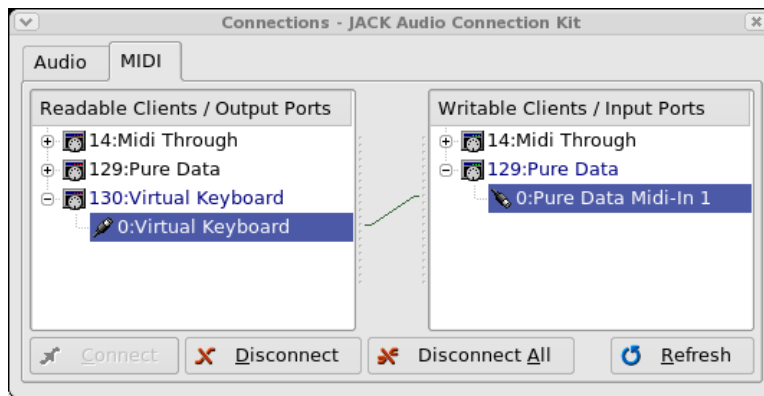 Connections - JACK Audio Connection Kit
Audio
MIDI
Readable Clients / Output Ports
14:Midi Through
129:Pure Data
130:Virtual Keyboard
0:Virtual Keyboard
Writable Clients / Input Ports
14:Midi Through
129:Pure Data
0:Pure Data Midi-In 1
Connect
Disconnect
Disconnect All
Refresh